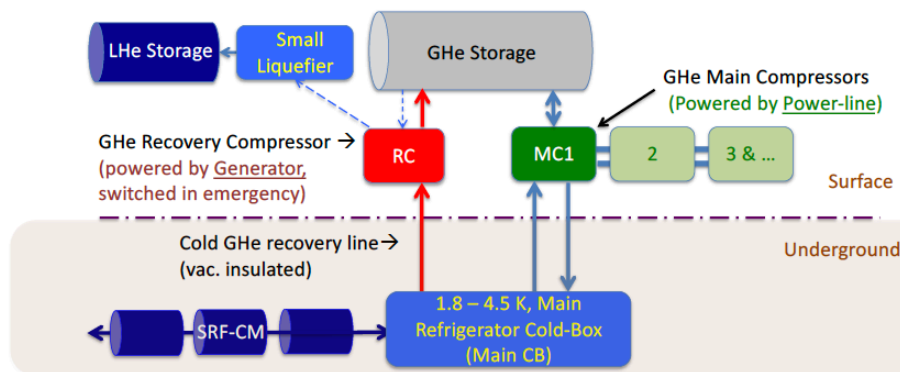 LHe Storage
Small
Liquefier
GHe Storage
GHe Main Compressors
(Powered by Power-line)
GHe Recovery Compressor →
(powered by Generator,
switched in emergency)
RC
MC1
2
3 & ...
Surface
Cold GHe recovery line→
(vac. insulated)
Underground
SRF-CM
1.8 – 4.5 K, Main
Refrigerator Cold-Box
(Main CB)